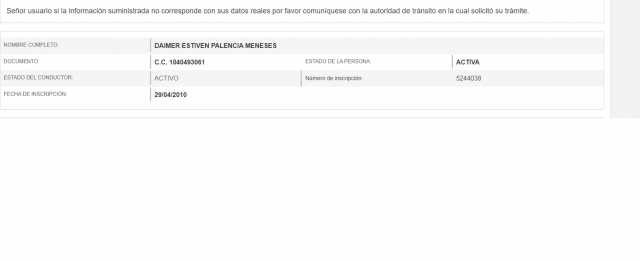 Señor usuario si la información suministrada no corresponde con sus datos reales por favor comuníquese con la autoridad de tránsito en la cual solicitó su trámite.
NOMBRE COMPLETO: DAIMER ESTIVEN PALENCIA MENESES
DOCUMENTO: C.C. 1040493061 ESTADO DE LA PERSONA: ACTIVA
ESTADO DEL CONDUCTOR: ACTIVO Número de inscripción: 5244038
FECHA DE INSCRIPCIÓN: 29/04/2010